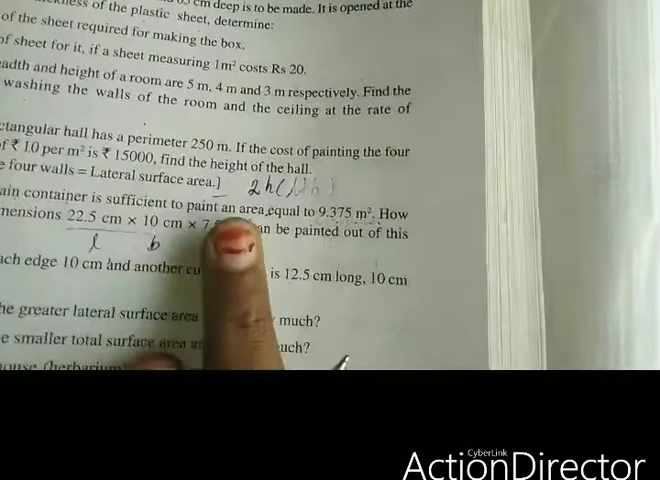 of the plastic sheet, determine:
cm deep is to be made. It is opened at the
of the sheet required for making the box.
of sheet for it, if a sheet measuring 1m² costs Rs 20.
eadth and height of a room are 5 m, 4 m and 3 m respectively. Find the
washing the walls of the room and the ceiling at the rate of
ctangular hall has a perimeter 250 m. If the cost of painting the four
of ₹ 10 per m² is ₹ 15000, find the height of the hall.
e four walls = Lateral surface area.]
2h(l+b)
ain container is sufficient to paint an area equal to 9.375 m². How
mensions 22.5 cm × 10 cm × 7. an be painted out of this
l b
ach edge 10 cm and another cu is 12.5 cm long, 10 cm
he greater lateral surface area much?
e smaller total surface area uch?
ouse (herbarium)
CyberLink
ActionDirector